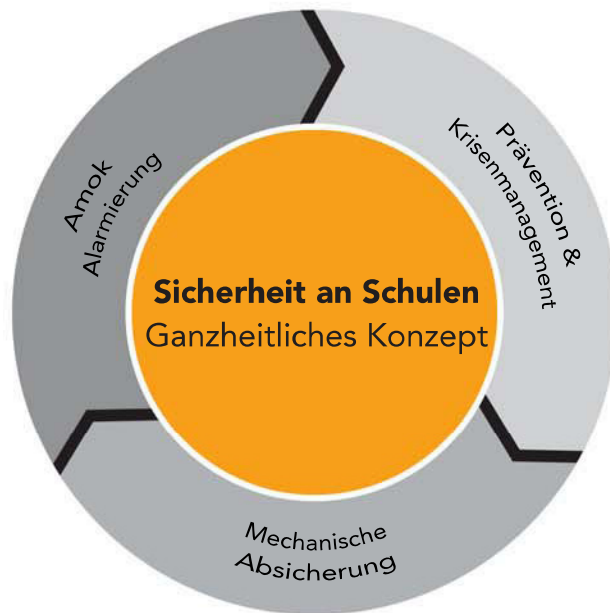 Amok
Alarmierung
Prävention &
Krisenmanagement
Sicherheit an Schulen
Ganzheitliches Konzept
Mechanische
Absicherung